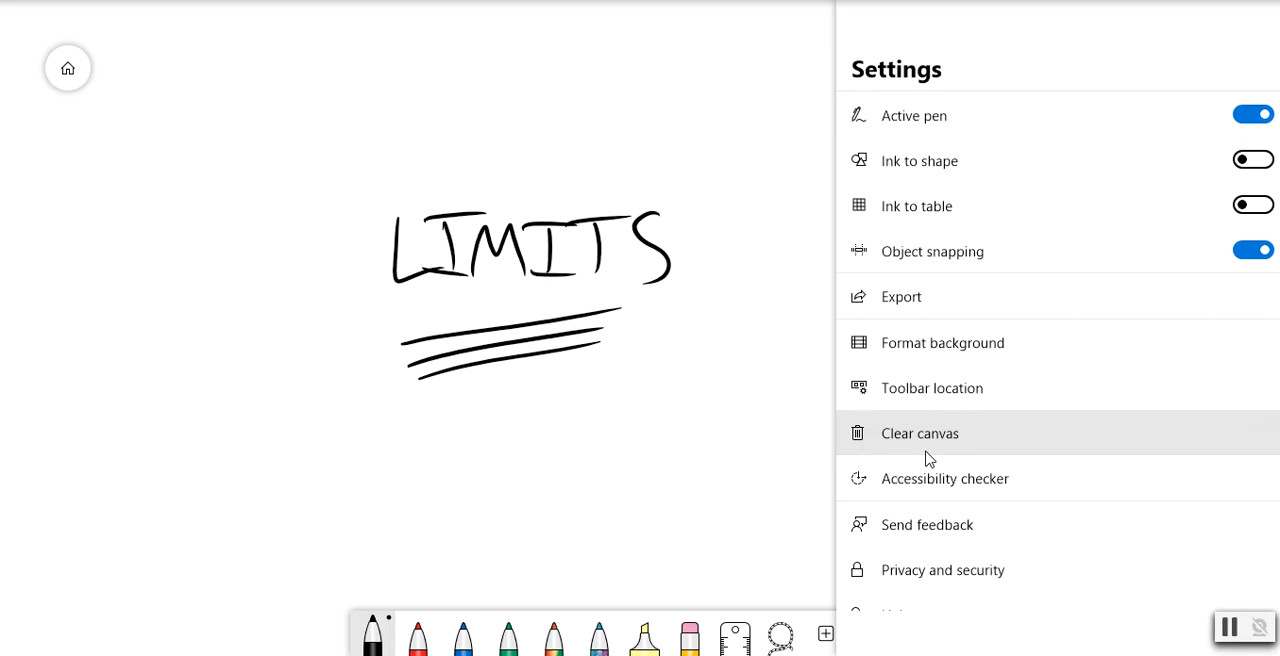 Settings
Active pen
Ink to shape
LIMITS
Ink to table
Object snapping
Export
Format background
Toolbar location
Clear canvas
Accessibility checker
Send feedback
Privacy and security